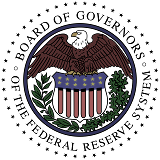 BOARD OF GOVERNORS
OF THE FEDERAL RESERVE SYSTEM